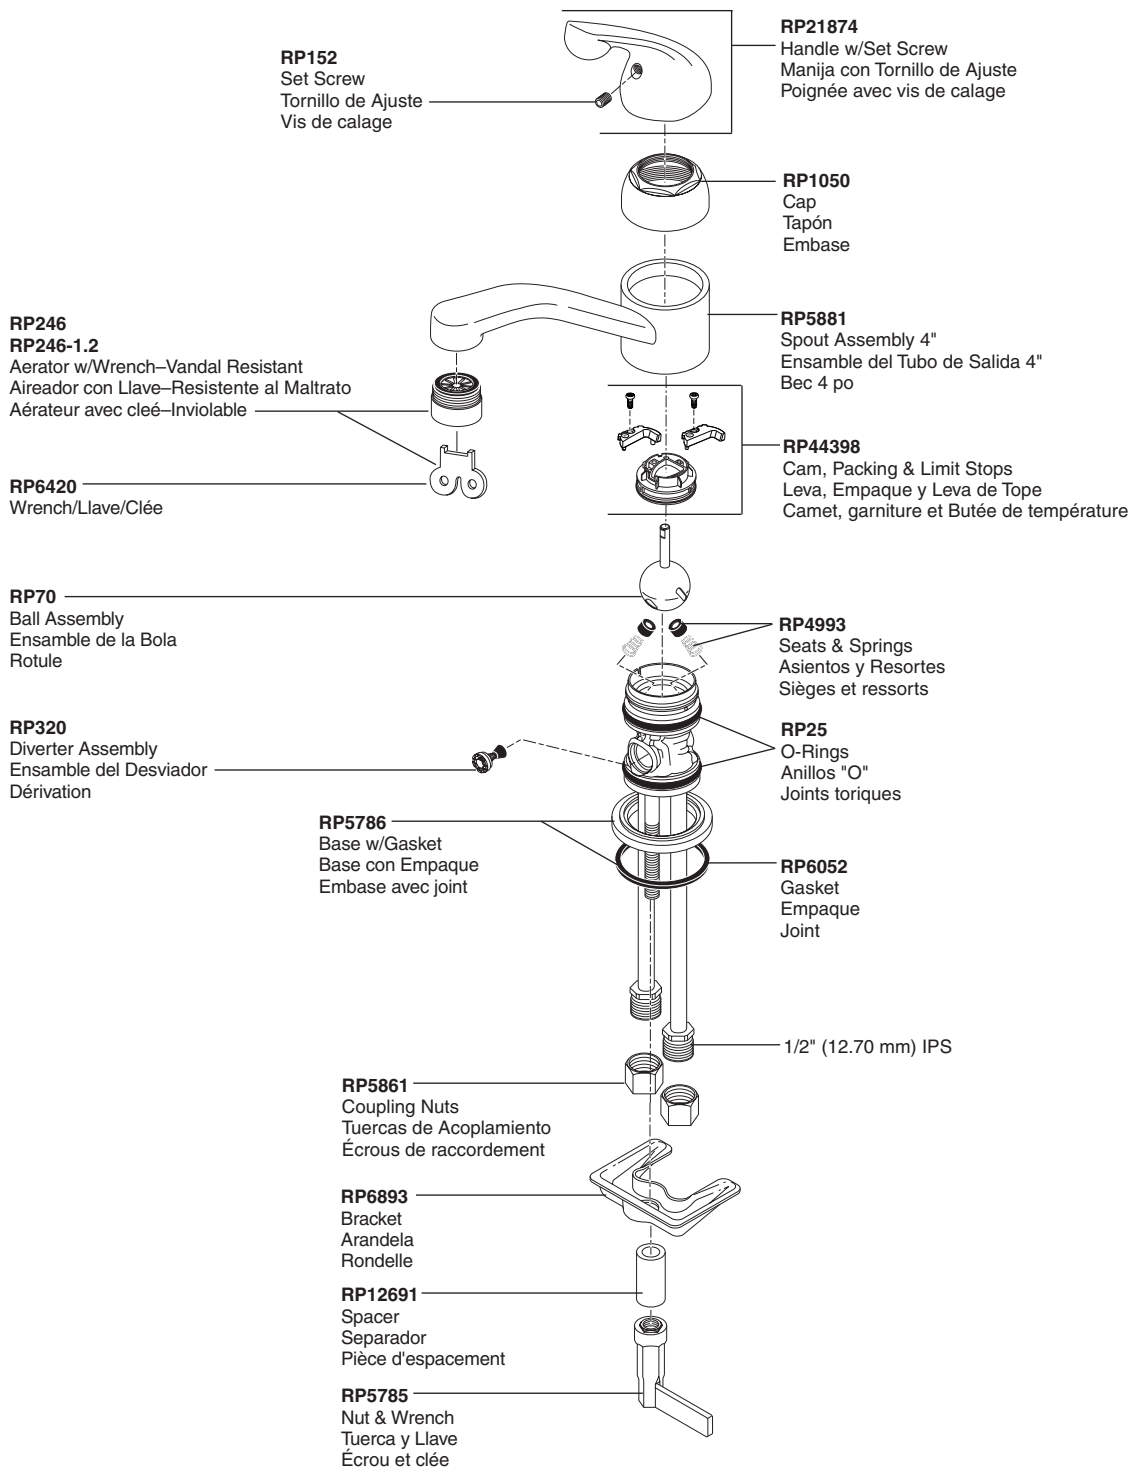 RP21874
Handle w/Set Screw
Manija con Tornillo de Ajuste
Poignée avec vis de calage
RP152
Set Screw
Tornillo de Ajuste
Vis de calage
RP1050
Cap
Tapón
Embase
RP246
RP246-1.2
Aerator w/Wrench–Vandal Resistant
Aireador con Llave–Resistente al Maltrato
Aérateur avec cleé–Inviolable
RP5881
Spout Assembly 4"
Ensamble del Tubo de Salida 4"
Bec 4 po
RP44398
Cam, Packing & Limit Stops
Leva, Empaque y Leva de Tope
Camet, garniture et Butée de température
RP6420
Wrench/Llave/Clée
RP70
Ball Assembly
Ensamble de la Bola
Rotule
RP4993
Seats & Springs
Asientos y Resortes
Sièges et ressorts
RP320
Diverter Assembly
Ensamble del Desviador
Dérivation
RP25
O-Rings
Anillos "O"
Joints toriques
RP5786
Base w/Gasket
Base con Empaque
Embase avec joint
RP6052
Gasket
Empaque
Joint
1/2" (12.70 mm) IPS
RP5861
Coupling Nuts
Tuercas de Acoplamiento
Écrous de raccordement
RP6893
Bracket
Arandela
Rondelle
RP12691
Spacer
Separador
Pièce d'espacement
RP5785
Nut & Wrench
Tuerca y Llave
Écrou et clée